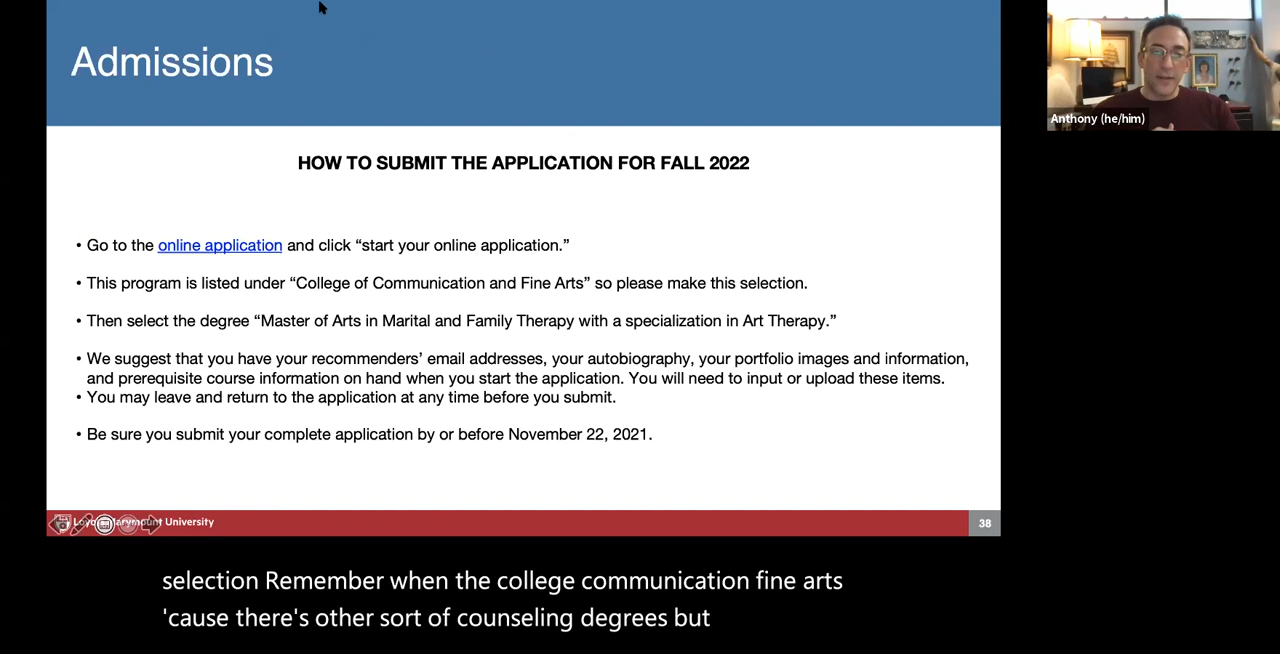 Admissions
Anthony (he/him)
HOW TO SUBMIT THE APPLICATION FOR FALL 2022
• Go to the online application and click “start your online application.”
• This program is listed under “College of Communication and Fine Arts” so please make this selection.
• Then select the degree “Master of Arts in Marital and Family Therapy with a specialization in Art Therapy.”
• We suggest that you have your recommenders’ email addresses, your autobiography, your portfolio images and information,
and prerequisite course information on hand when you start the application. You will need to input or upload these items.
• You may leave and return to the application at any time before you submit.
• Be sure you submit your complete application by or before November 22, 2021.
Loyola Marymount University
38
selection Remember when the college communication fine arts
'cause there's other sort of counseling degrees but